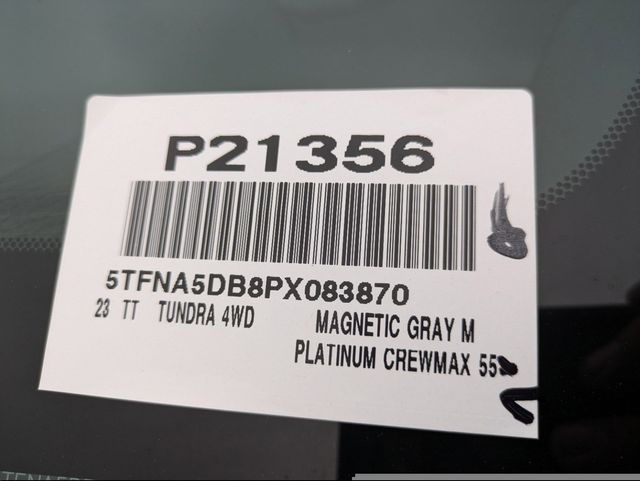 P21356
5TFNA5DB8PX083870
23 TT TUNDRA 4WD MAGNETIC GRAY M
PLATINUM CREWMAX 55